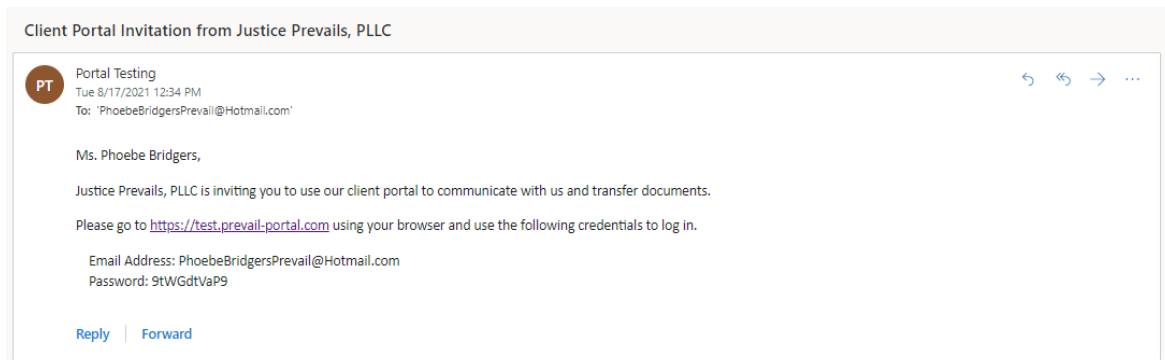 Client Portal Invitation from Justice Prevails, PLLC
PT
Portal Testing
Tue 8/17/2021 12:34 PM
To: 'PhoebeBridgersPrevail@Hotmail.com'
Ms. Phoebe Bridgers,
Justice Prevails, PLLC is inviting you to use our client portal to communicate with us and transfer documents.
Please go to https://test.prevail-portal.com using your browser and use the following credentials to log in.
Email Address: PhoebeBridgersPrevail@Hotmail.com
Password: 9tWGdtVaP9
Reply Forward